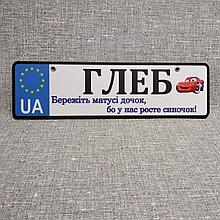 ГЛЕБ
UA
Бережіть матусі дочок,
бо у нас росте синочок!